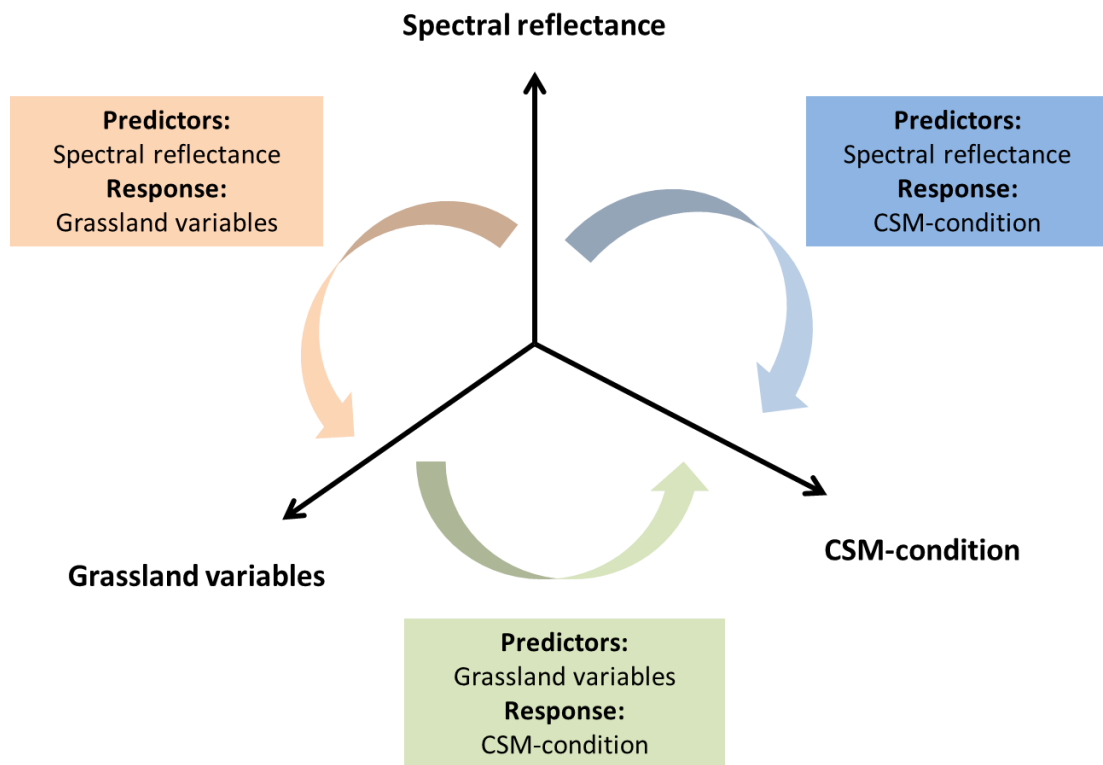 Spectral reflectance
Predictors:
Spectral reflectance
Response:
Grassland variables
Predictors:
Spectral reflectance
Response:
CSM-condition
Grassland variables
CSM-condition
Predictors:
Grassland variables
Response:
CSM-condition